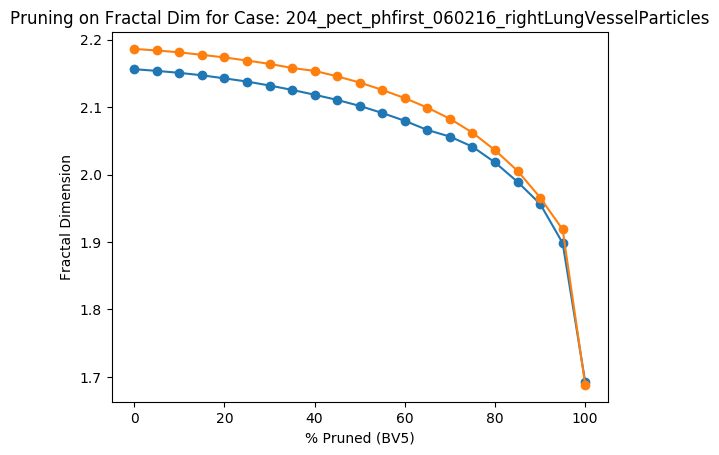 Pruning on Fractal Dim for Case: 204_pect_phfirst_060216_rightLungVesselParticles
Fractal Dimension
2.2
2.1
2.0
1.9
1.8
1.7
0 20 40 60 80 100
% Pruned (BV5)